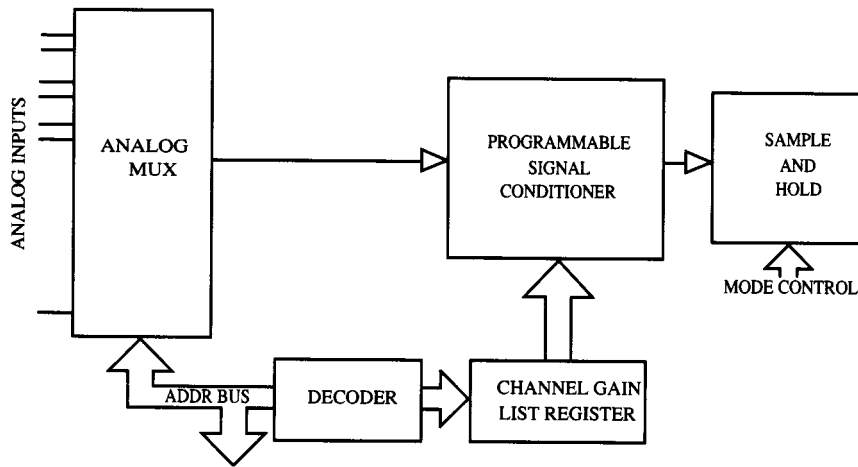 ANALOG INPUTS
ANALOG
MUX
PROGRAMMABLE
SIGNAL
CONDITIONER
SAMPLE
AND
HOLD
MODE CONTROL
ADDR BUS
DECODER
CHANNEL GAIN
LIST REGISTER